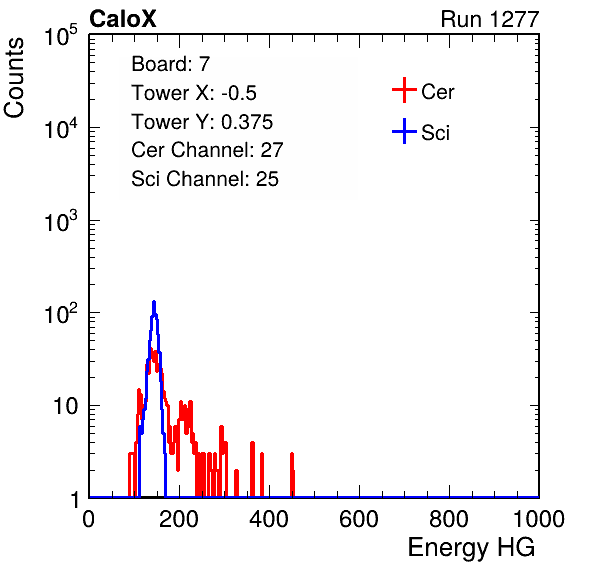 CaloX
Run 1277
Counts
10^5
10^4
10^3
10^2
10
1
Board: 7
Tower X: -0.5
Tower Y: 0.375
Cer Channel: 27
Sci Channel: 25
Cer
Sci
0 200 400 600 800 1000
Energy HG